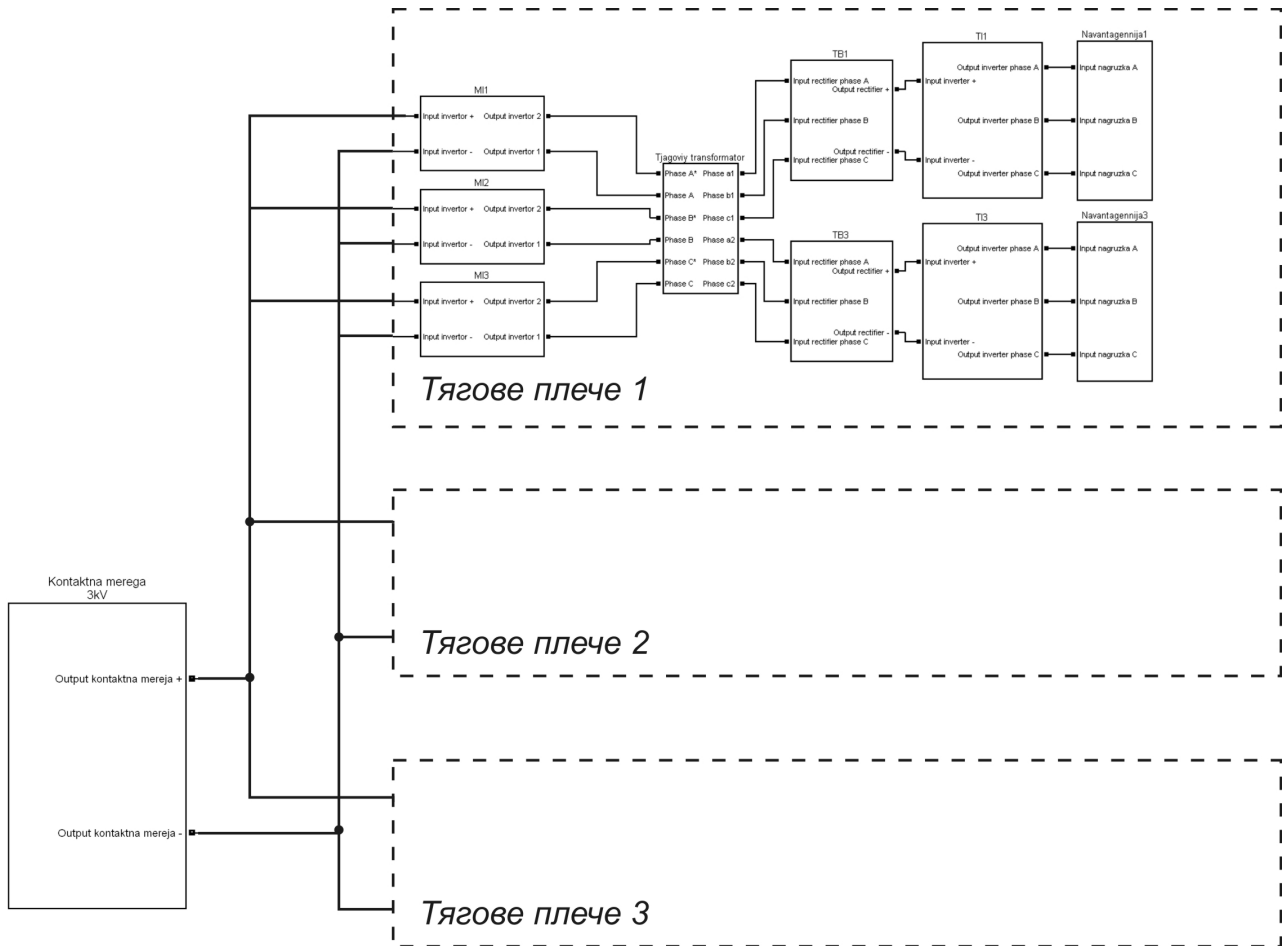 MI1
Input invertor +
Output invertor 2
Input invertor -
Output invertor 1
MI2
Input invertor +
Output invertor 2
Input invertor -
Output invertor 1
MI3
Input invertor +
Output invertor 2
Input invertor -
Output invertor 1
Tjagoviy transformator
Phase A* Phase a1
Phase A Phase b1
Phase B* Phase c1
Phase B Phase a2
Phase C* Phase b2
Phase C Phase c2
TB1
Input rectifier phase A
Output rectifier +
Input rectifier phase B
Output rectifier -
Input rectifier phase C
TI1
Output inverter phase A
Input inverter +
Output inverter phase B
Input inverter -
Output inverter phase C
Navantagennija1
Input nagruzka A
Input nagruzka B
Input nagruzka C
TB3
Input rectifier phase A
Output rectifier +
Input rectifier phase B
Output rectifier -
Input rectifier phase C
TI3
Output inverter phase A
Input inverter +
Output inverter phase B
Input inverter -
Output inverter phase C
Navantagennija3
Input nagruzka A
Input nagruzka B
Input nagruzka C
Тягове плече 1
Тягове плече 2
Kontaktna merega
3kV
Output kontaktna mereja +
Output kontaktna mereja -
Тягове плече 3